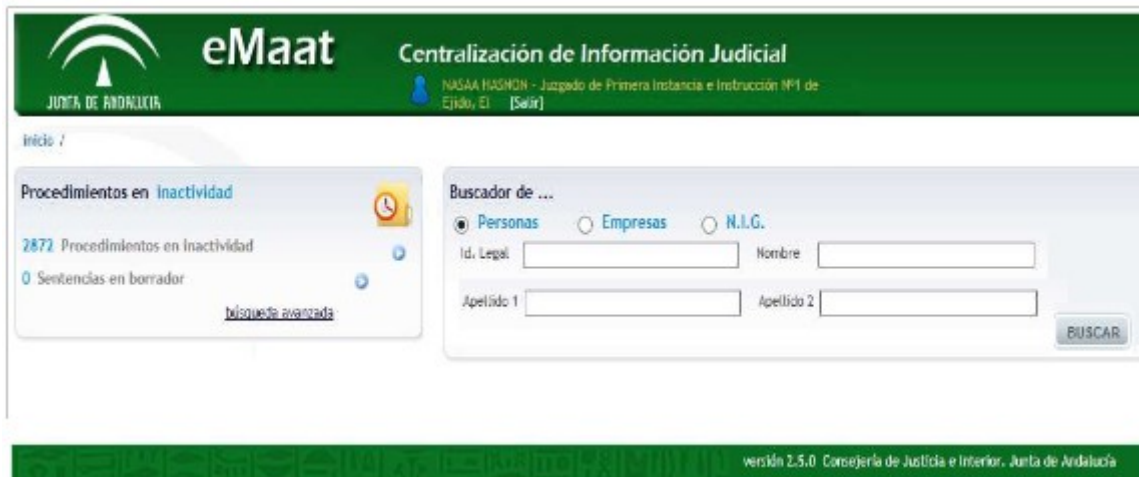 eMaat
Centralización de Información Judicial
JUNTA DE ANDALUCIA
NASAA HASNON - Juzgado de Primera Instancia e Instrucción Nº1 de
Ejido, El [Salir]
inicio /
Procedimientos en inactividad
2872 Procedimientos en inactividad
0 Sentencias en borrador
búsqueda avanzada
Buscador de ...
Personas Empresas N.I.G.
Id. Legal Nombre
Apellido 1 Apellido 2
BUSCAR
versión 2.5.0 Consejería de Justicia e Interior. Junta de Andalucía